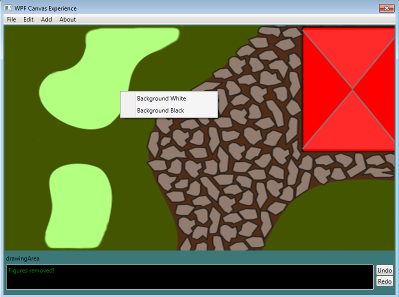 WPF Canvas Experience
File Edit Add About
Background White
Background Black
drawingArea
Figures removed!
Undo
Redo